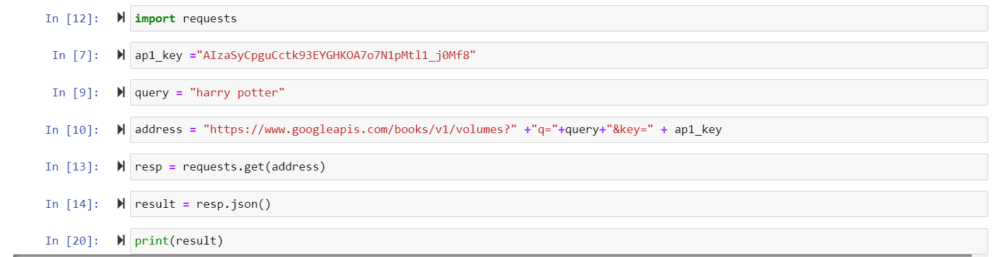 In [12]: import requests
In [7]: ap1_key ="AIzaSyCpguCctk93EYGHKOA7o7N1pMtl1_j0Mf8"
In [9]: query = "harry potter"
In [10]: address = "https://www.googleapis.com/books/v1/volumes?" +"q="+query+"&key=" + ap1_key
In [13]: resp = requests.get(address)
In [14]: result = resp.json()
In [20]: print(result)